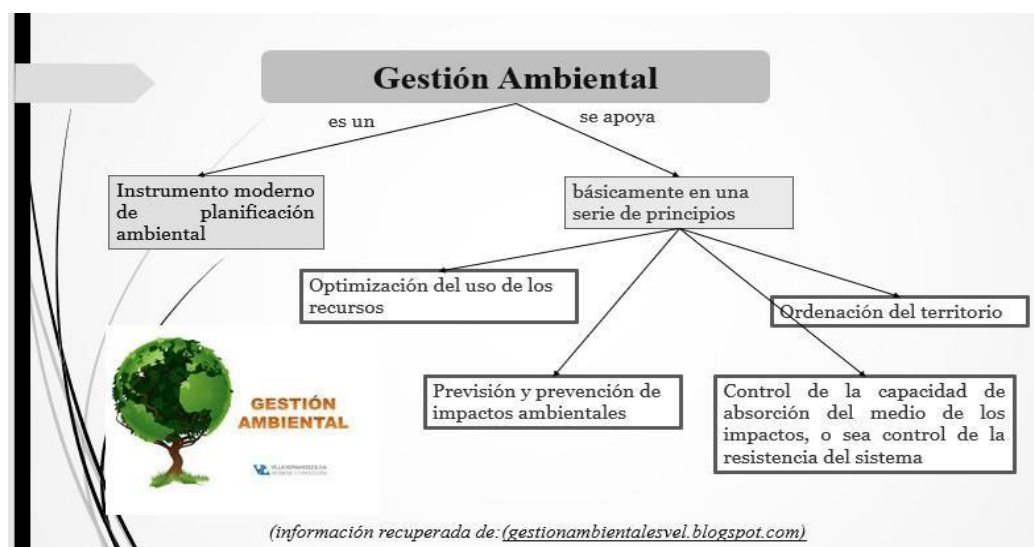 Gestión Ambiental
es un
se apoya
Instrumento moderno
de planificación
ambiental
básicamente en una
serie de principios
Optimización del uso de los
recursos
Ordenación del territorio
Previsión y prevención de
impactos ambientales
Control de la capacidad de
absorción del medio de los
impactos, o sea control de la
resistencia del sistema
GESTIÓN
AMBIENTAL
(información recuperada de:(gestionambientalesvel.blogspot.com)